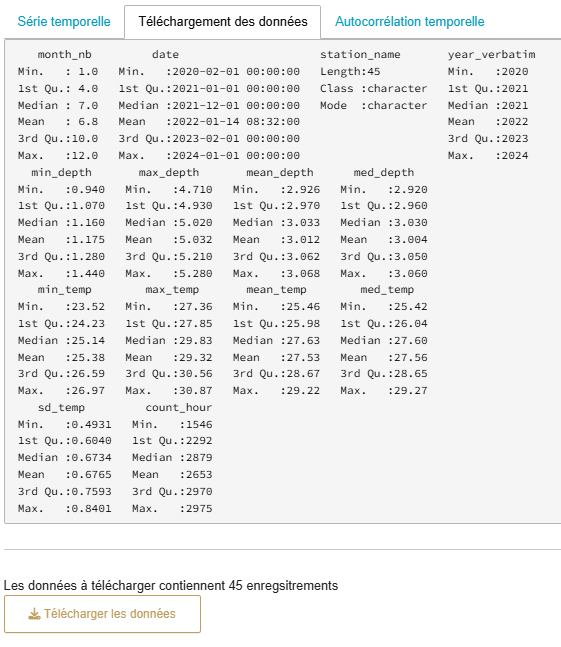 Série temporelle Téléchargement des données Autocorrélation temporelle
month_nb date station_name year_verbatim
Min. : 1.0 Min. :2020-02-01 00:00:00 Length:45 Min. :2020
1st Qu.: 4.0 1st Qu.:2021-01-01 00:00:00 Class :character 1st Qu.:2021
Median : 7.0 Median :2021-12-01 00:00:00 Mode :character Median :2021
Mean : 6.8 Mean :2022-01-14 08:32:00 Mean :2022
3rd Qu.:10.0 3rd Qu.:2023-02-01 00:00:00 3rd Qu.:2023
Max. :12.0 Max. :2024-01-01 00:00:00 Max. :2024
min_depth max_depth mean_depth med_depth
Min. :0.940 Min. :4.710 Min. :2.926 Min. :2.920
1st Qu.:1.070 1st Qu.:4.930 1st Qu.:2.970 1st Qu.:2.960
Median :1.160 Median :5.020 Median :3.033 Median :3.030
Mean :1.175 Mean :5.032 Mean :3.012 Mean :3.004
3rd Qu.:1.280 3rd Qu.:5.210 3rd Qu.:3.062 3rd Qu.:3.050
Max. :1.440 Max. :5.280 Max. :3.068 Max. :3.060
min_temp max_temp mean_temp med_temp
Min. :23.52 Min. :27.36 Min. :25.46 Min. :25.42
1st Qu.:24.23 1st Qu.:27.85 1st Qu.:25.98 1st Qu.:26.04
Median :25.14 Median :29.83 Median :27.63 Median :27.60
Mean :25.38 Mean :29.32 Mean :27.53 Mean :27.56
3rd Qu.:26.59 3rd Qu.:30.56 3rd Qu.:28.67 3rd Qu.:28.65
Max. :26.97 Max. :30.87 Max. :29.22 Max. :29.27
sd_temp count_hour
Min. :0.4931 Min. :1546
1st Qu.:0.6040 1st Qu.:2292
Median :0.6734 Median :2879
Mean :0.6765 Mean :2653
3rd Qu.:0.7593 3rd Qu.:2970
Max. :0.8401 Max. :2975
Les données à télécharger contiennent 45 enregsitrements
Télécharger les données